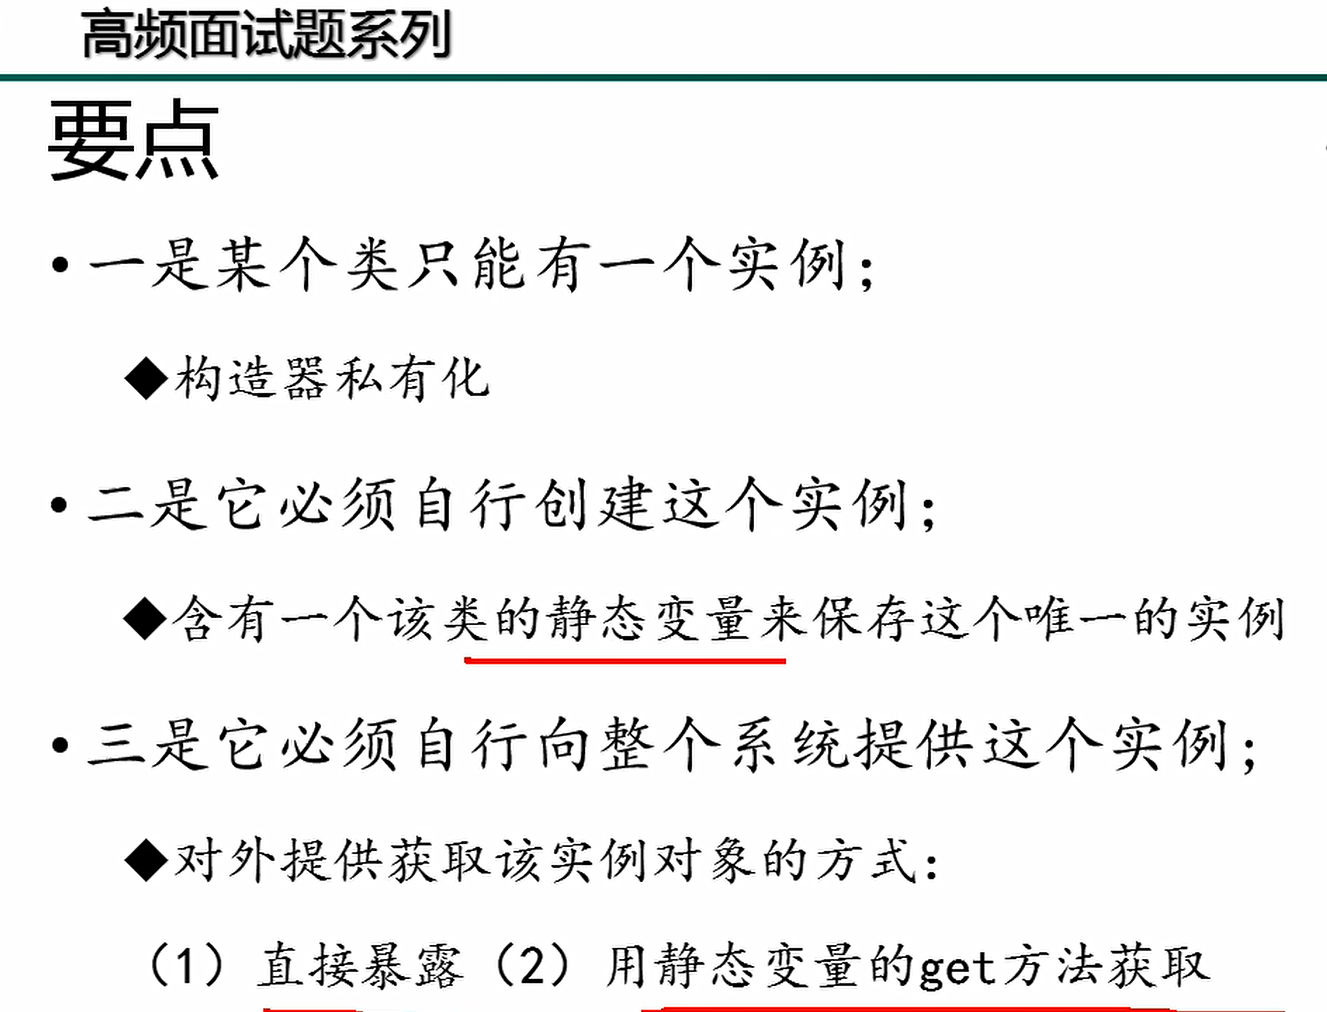 高频面试题系列
要点
•一是某个类只能有一个实例；
◆构造器私有化
•二是它必须自行创建这个实例；
◆含有一个该类的静态变量来保存这个唯一的实例
•三是它必须自行向整个系统提供这个实例；
◆对外提供获取该实例对象的方式：
（1）直接暴露（2）用静态变量的get方法获取